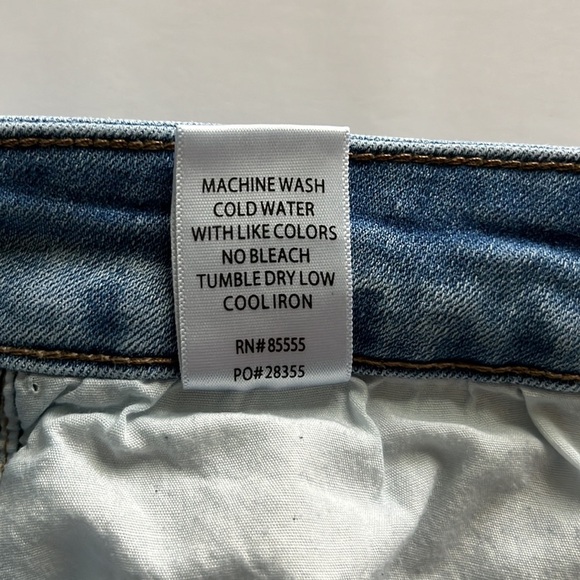 MACHINE WASH
COLD WATER
WITH LIKE COLORS
NO BLEACH
TUMBLE DRY LOW
COOL IRON
RN#85555
PO#28355